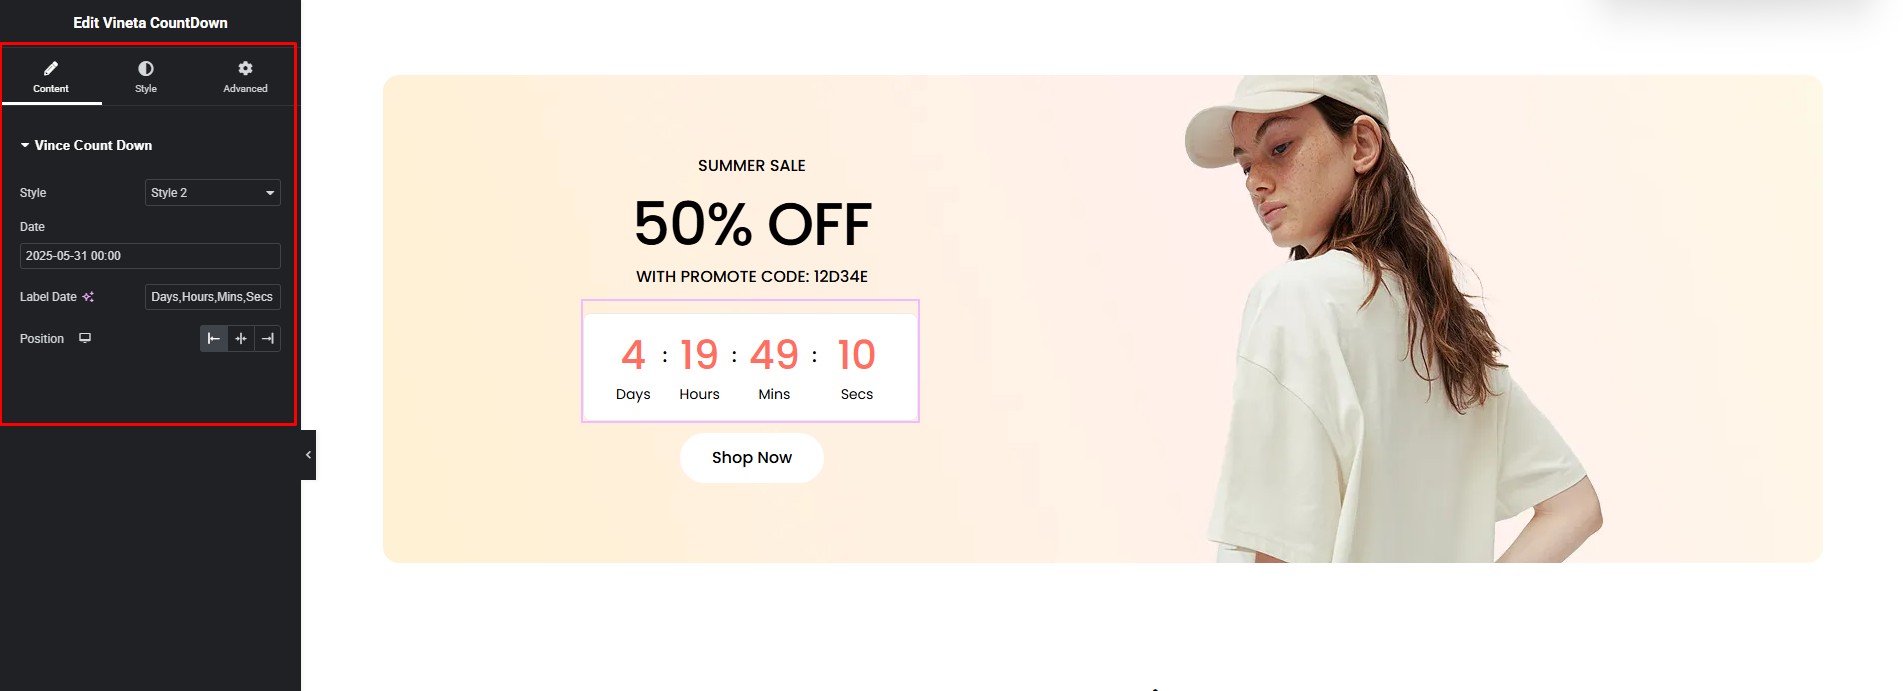 Edit Vineta CountDown
Content
Style
Advanced
Vince Count Down
Style
Style 2
Date
2025-05-31 00:00
Label Date
Days,Hours,Mins,Secs
Position
SUMMER SALE
50% OFF
WITH PROMOTE CODE: 12D34E
4 : 19 : 49 : 10
Days Hours Mins Secs
Shop Now